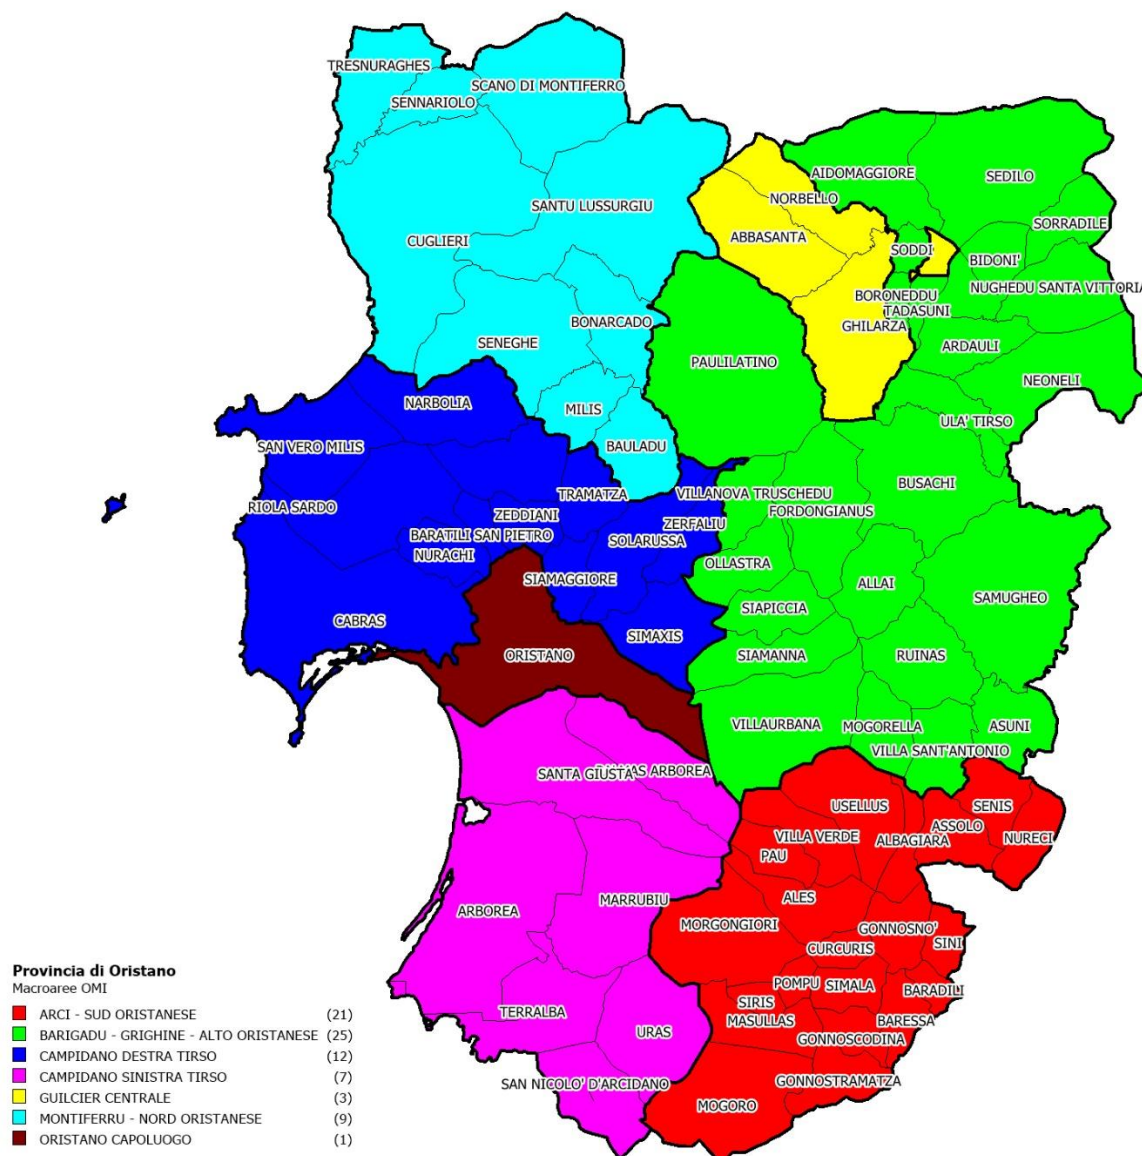 TRESNURAGHES
SCANO DI MONTIFERRO
SENNARIOLO
AIDOMAGGIORE
SEDILO
NORBELLO
SANTU LUSSURGIU
SORRADILE
ABBASANTA
CUGLIERI
SODDI
BIDONI'
NUGHEDU SANTA VITTORIA
BORONEDDU
TADASUNI
BONARCADO
GHILARZA
SENEGHE
ARDAULI
PAULILATINO
NEONELI
NARBOLIA
MILIS
ULA' TIRSO
SAN VERO MILIS
BAULADU
BUSACHI
TRAMATZA
VILLANOVA TRUSCHEDU
RIOLA SARDO
ZEDDIANI
FORDONGIANUS
ZERFALIU
BARATILI SAN PIETRO
SOLARUSSA
NURACHI
OLLASTRA
SIAMAGGIORE
ALLAI
SAMUGHEO
SIAPICCIA
CABRAS
SIMAXIS
ORISTANO
SIAMANNA
RUINAS
VILLAURBANA
MOGORELLA
ASUNI
VILLA SANT'ANTONIO
SANTA GIUSTA
AS ARBOREA
USELLUS
SENIS
ASSOLO
VILLA VERDE
ALBAGIARA
NURECI
PAU
ALES
MARRUBIU
ARBOREA
MORGONGIORI
GONNOSNO'
SINI
CURCURIS
POMPU
SIMALA
BARADILI
SIRIS
MASULLAS
BARESSA
TERRALBA
URAS
GONNOSCODINA
SAN NICOLO' D'ARCIDANO
GONNOSTRAMATZA
MOGORO
Provincia di Oristano
Macroaree OMI
ARCI - SUD ORISTANESE (21)
BARIGADU - GRIGHINE - ALTO ORISTANESE (25)
CAMPIDANO DESTRA TIRSO (12)
CAMPIDANO SINISTRA TIRSO (7)
GUILCIER CENTRALE (3)
MONTIFERRU - NORD ORISTANESE (9)
ORISTANO CAPOLUOGO (1)